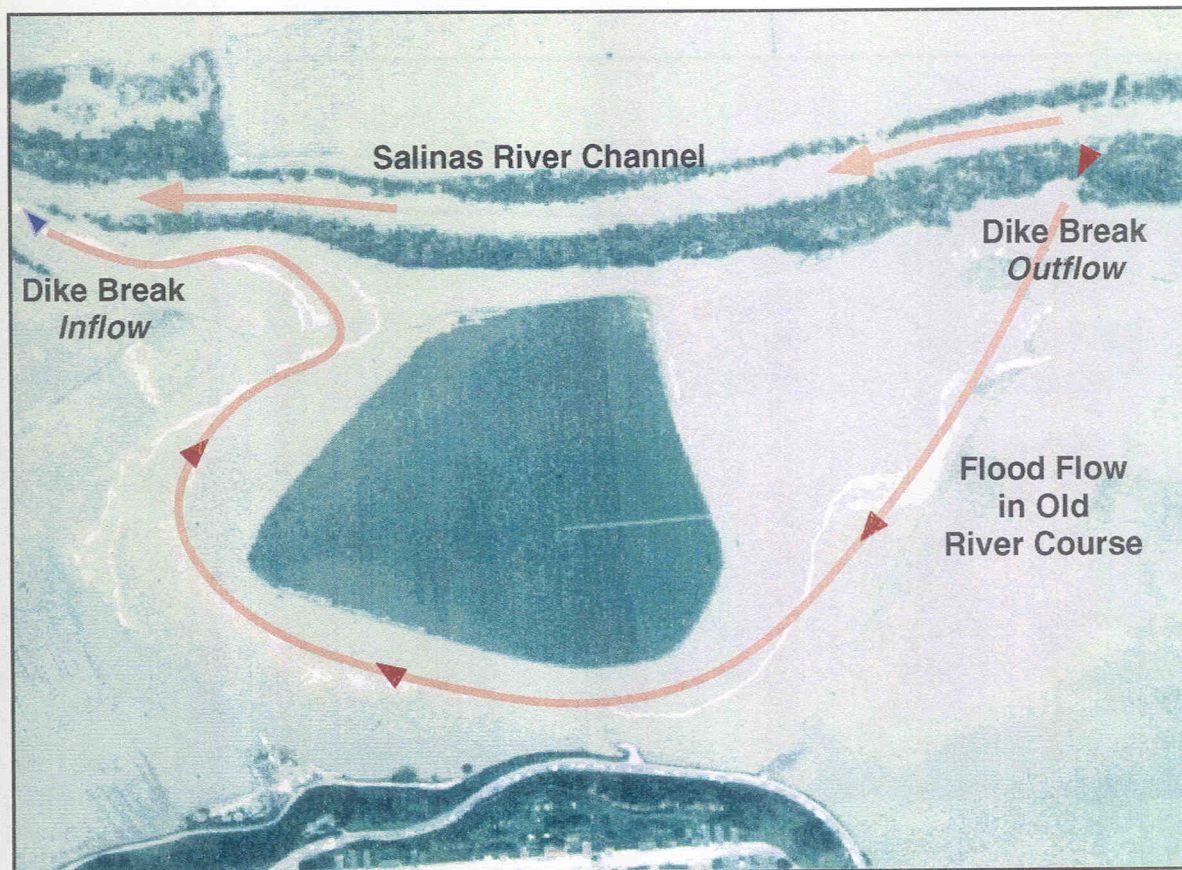 Salinas River Channel
Dike Break
Outflow
Dike Break
Inflow
Flood Flow
in Old
River Course